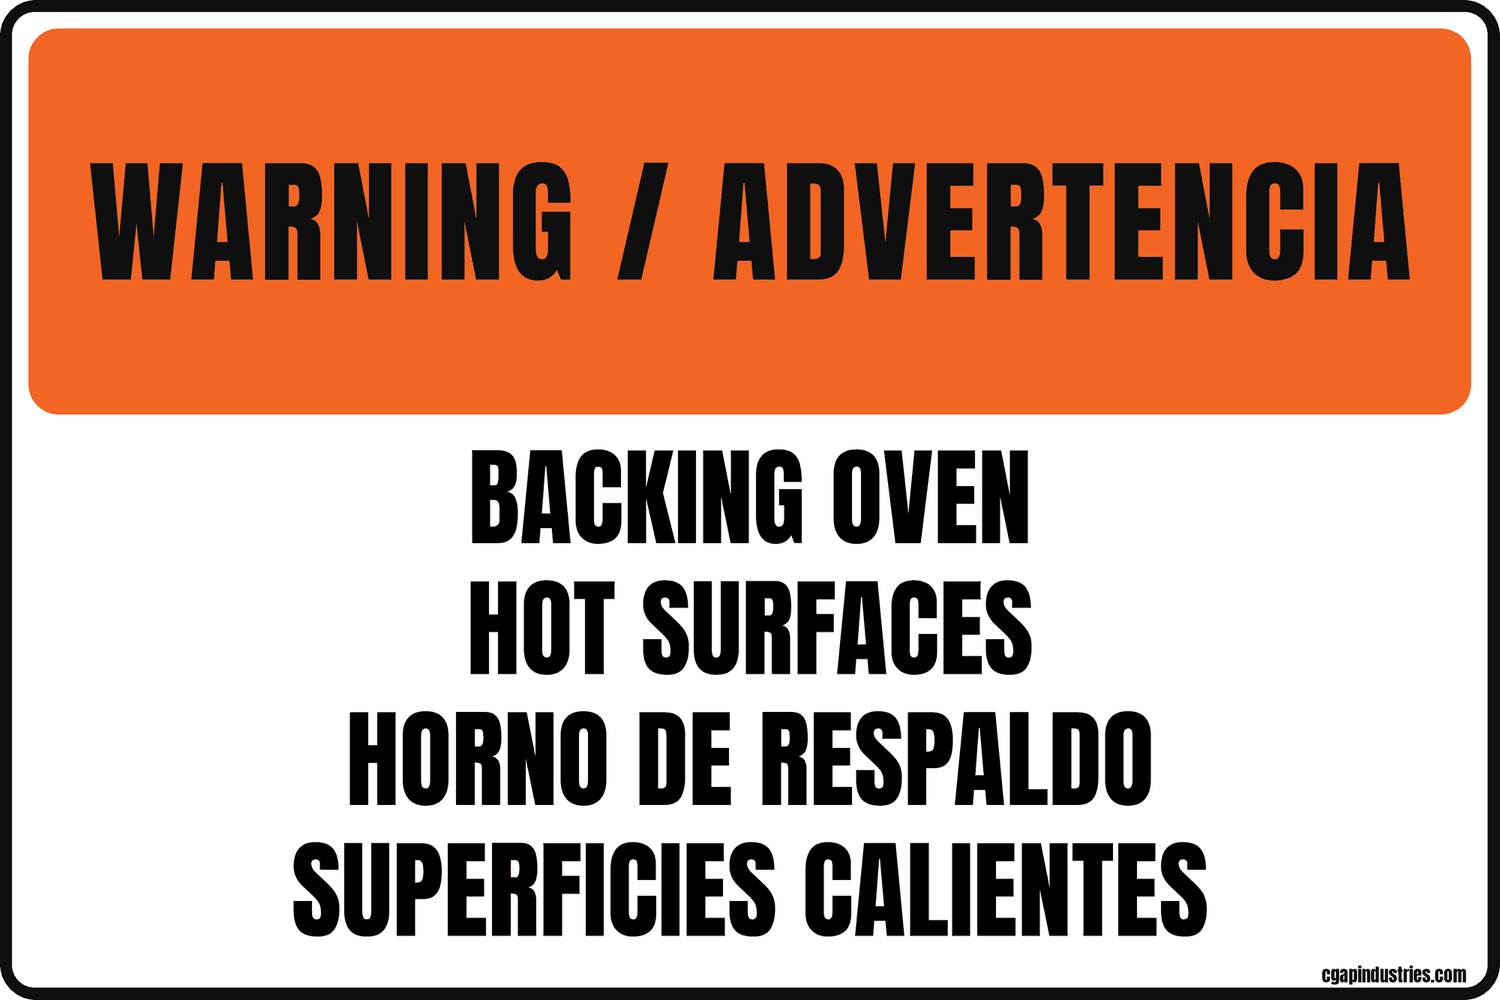 WARNING / ADVERTENCIA
BACKING OVEN
HOT SURFACES
HORNO DE RESPALDO
SUPERFICIES CALIENTES
cgapindustries.com